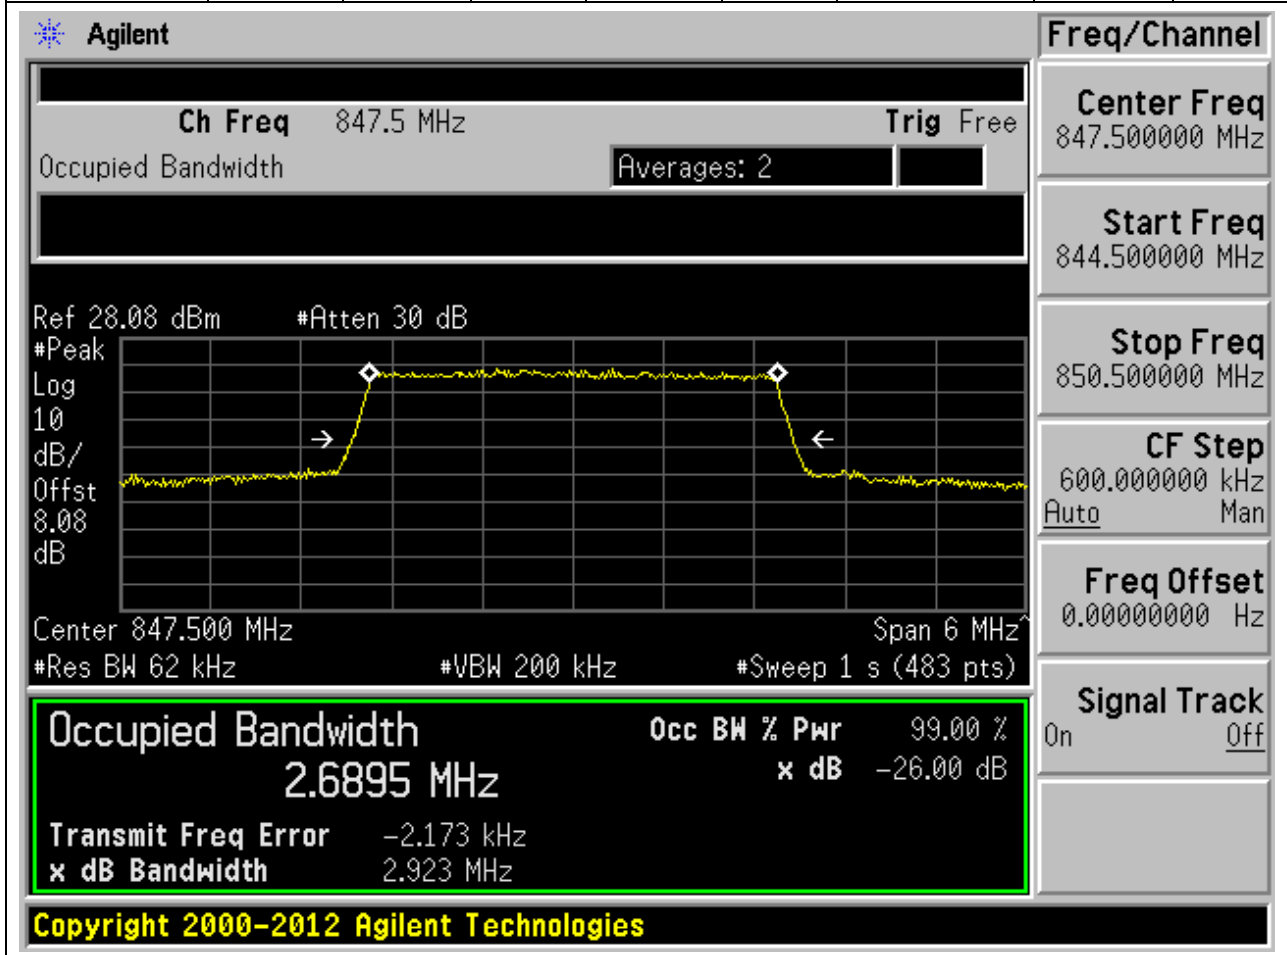 Agilent
Freq/Channel
Ch Freq 847.5 MHz Trig Free
Occupied Bandwidth Averages: 2
Center Freq
847.500000 MHz
Start Freq
844.500000 MHz
Stop Freq
850.500000 MHz
CF Step
600.000000 kHz
Auto Man
Freq Offset
0.00000000 Hz
Signal Track
On Off
Ref 28.08 dBm #Atten 30 dB
#Peak
Log
10
dB/
Offst
8.08
dB
Center 847.500 MHz Span 6 MHz^
#Res BW 62 kHz #VBW 200 kHz #Sweep 1 s (483 pts)
Occupied Bandwidth Occ BW % Pwr 99.00 %
2.6895 MHz x dB -26.00 dB
Transmit Freq Error -2.173 kHz
x dB Bandwidth 2.923 MHz
Copyright 2000-2012 Agilent Technologies